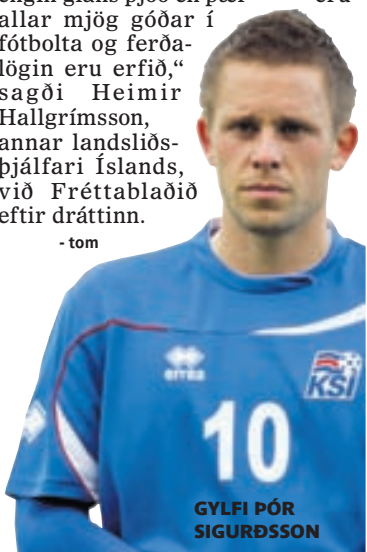 allar mjög góðar í
fótbolta og ferða-
lögin eru erfið,“
sagði Heimir
Hallgrímsson,
annar landsliðs-
þjálfari Íslands,
við Fréttablaðið
eftir dráttinn.
- tom
errea
KSÍ
10
GYLFI ÞÓR
SIGURÐSSON